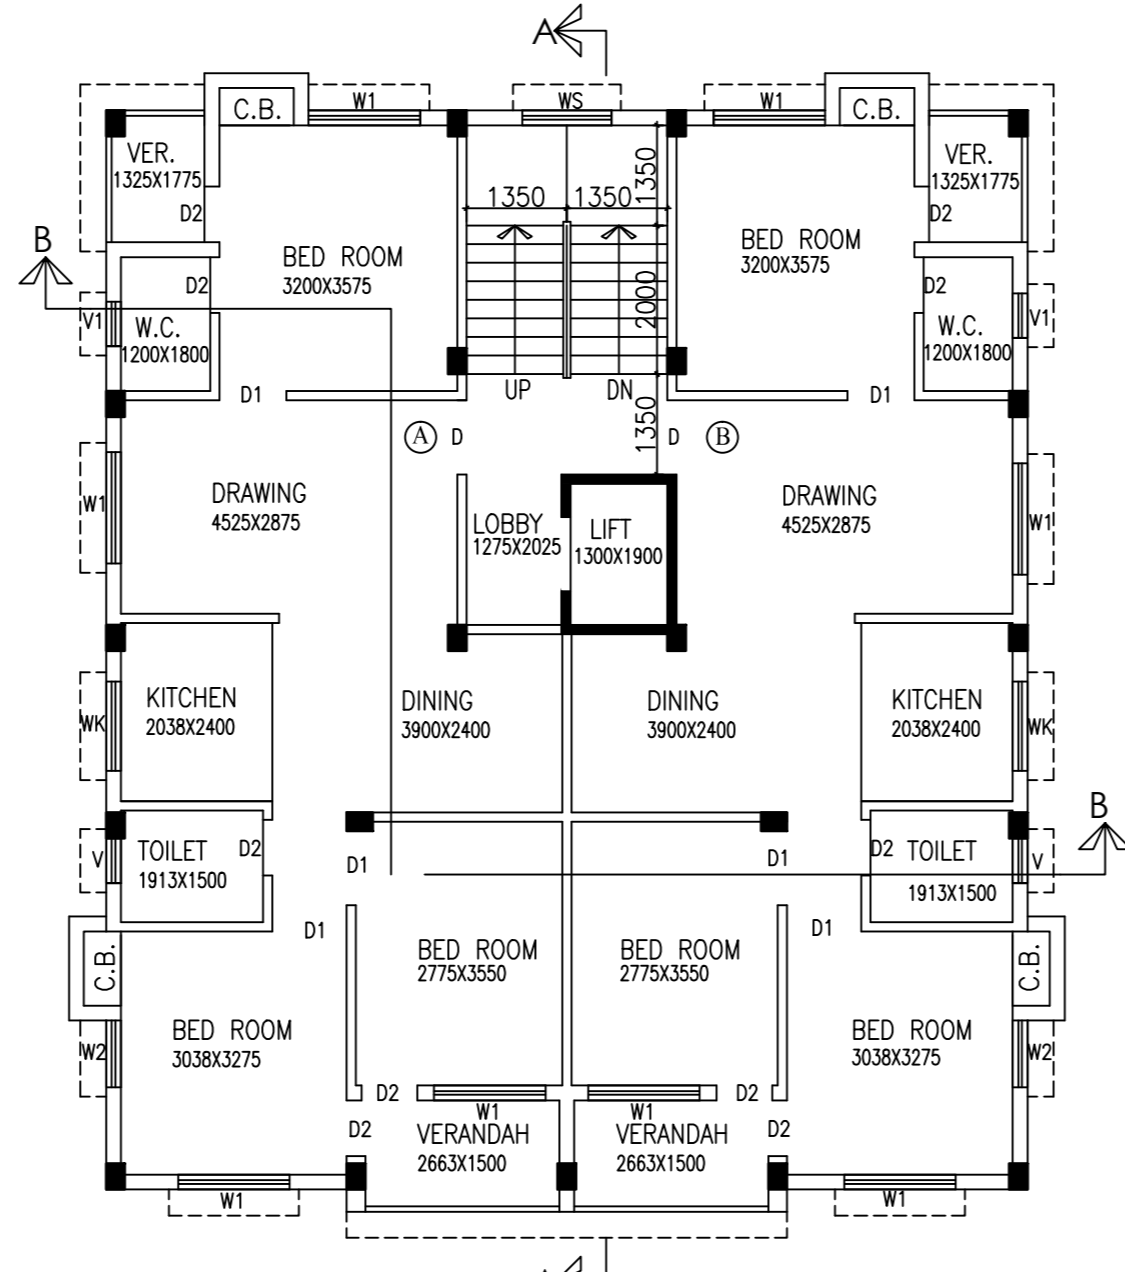 A
W1
WS
W1
C.B.
C.B.
VER.
1325X1775
VER.
1325X1775
1350
1350
1350
D2
D2
B
BED ROOM
3200X3575
BED ROOM
3200X3575
D2
D2
2000
V1
W.C.
1200X1800
W.C.
1200X1800
V1
UP
DN
D1
D1
1350
A
D
D
B
W1
DRAWING
4525X2875
LOBBY
1275X2025
LIFT
1300X1900
DRAWING
4525X2875
W1
KITCHEN
2038X2400
DINING
3900X2400
DINING
3900X2400
KITCHEN
2038X2400
WK
WK
B
V
TOILET
1913X1500
D2
D1
D1
D2
TOILET
1913X1500
V
D1
D1
C.B.
BED ROOM
2775X3550
BED ROOM
2775X3550
C.B.
W2
BED ROOM
3038X3275
BED ROOM
3038X3275
W2
D2
D2
W1
W1
D2
VERANDAH
2663X1500
VERANDAH
2663X1500
D2
W1
W1